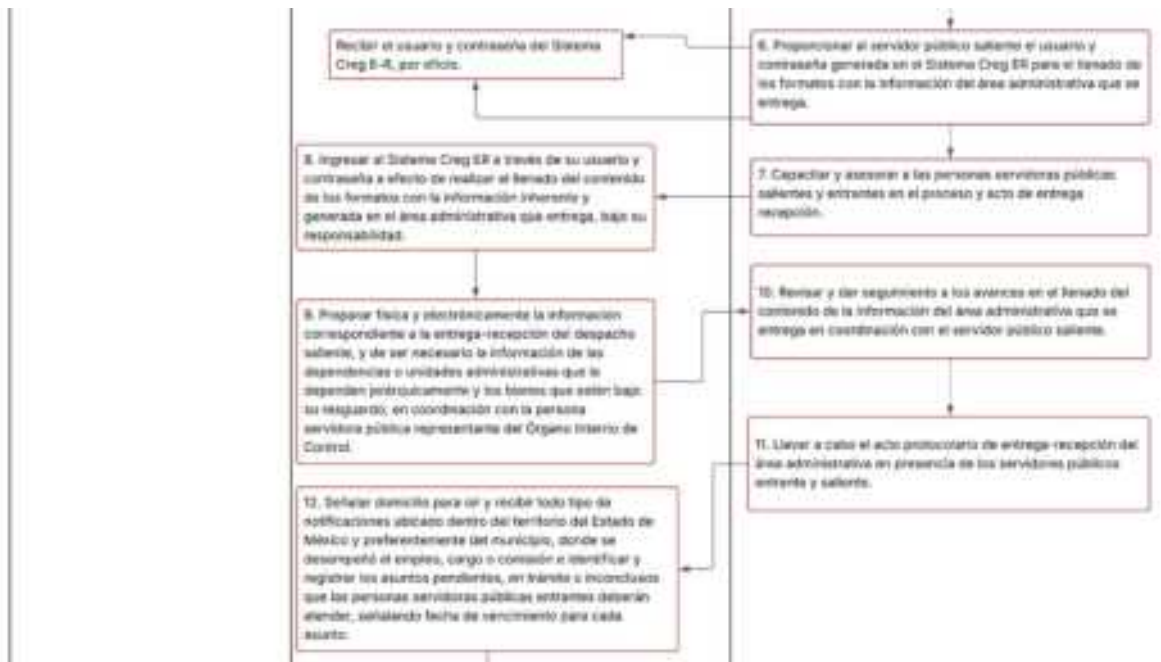 Recibir el usuario y contraseña del Sistema
Creg E-R, por oficio.
6. Proporcionar al servidor público saliente el usuario y
contraseña generada en el Sistema Creg ER para el llenado de
los formatos con la información del área administrativa que se
entrega.
7. Capacitar y asesorar a las personas servidoras públicas
salientes y entrantes en el proceso y acto de entrega
recepción.
8. Ingresar al Sistema Creg ER a través de su usuario y
contraseña a efecto de realizar el llenado del contenido
de los formatos con la información inherente y
generada en el área administrativa que entrega, bajo su
responsabilidad.
9. Preparar física y electrónicamente la información
correspondiente a la entrega-recepción del despacho
saliente, y de ser necesario la información de las
dependencias o unidades administrativas que le
dependan jerárquicamente y los bienes que estén bajo
su resguardo; en coordinación con la persona
servidora pública representante del Órgano Interno de
Control.
10. Revisar y dar seguimiento a los avances en el llenado del
contenido de la información del área administrativa que se
entrega en coordinación con el servidor público saliente.
11. Llevar a cabo el acto protocolario de entrega-recepción del
área administrativa en presencia de los servidores públicos
entrante y saliente.
12. Señalar domicilio para oír y recibir todo tipo de
notificaciones ubicado dentro del territorio del Estado de
México y preferentemente del municipio, donde se
desempeñó el empleo, cargo o comisión e identificar y
registrar los asuntos pendientes, en trámite o inconclusos
que las personas servidoras públicas entrantes deberán
atender, señalando fecha de vencimiento para cada
asunto.